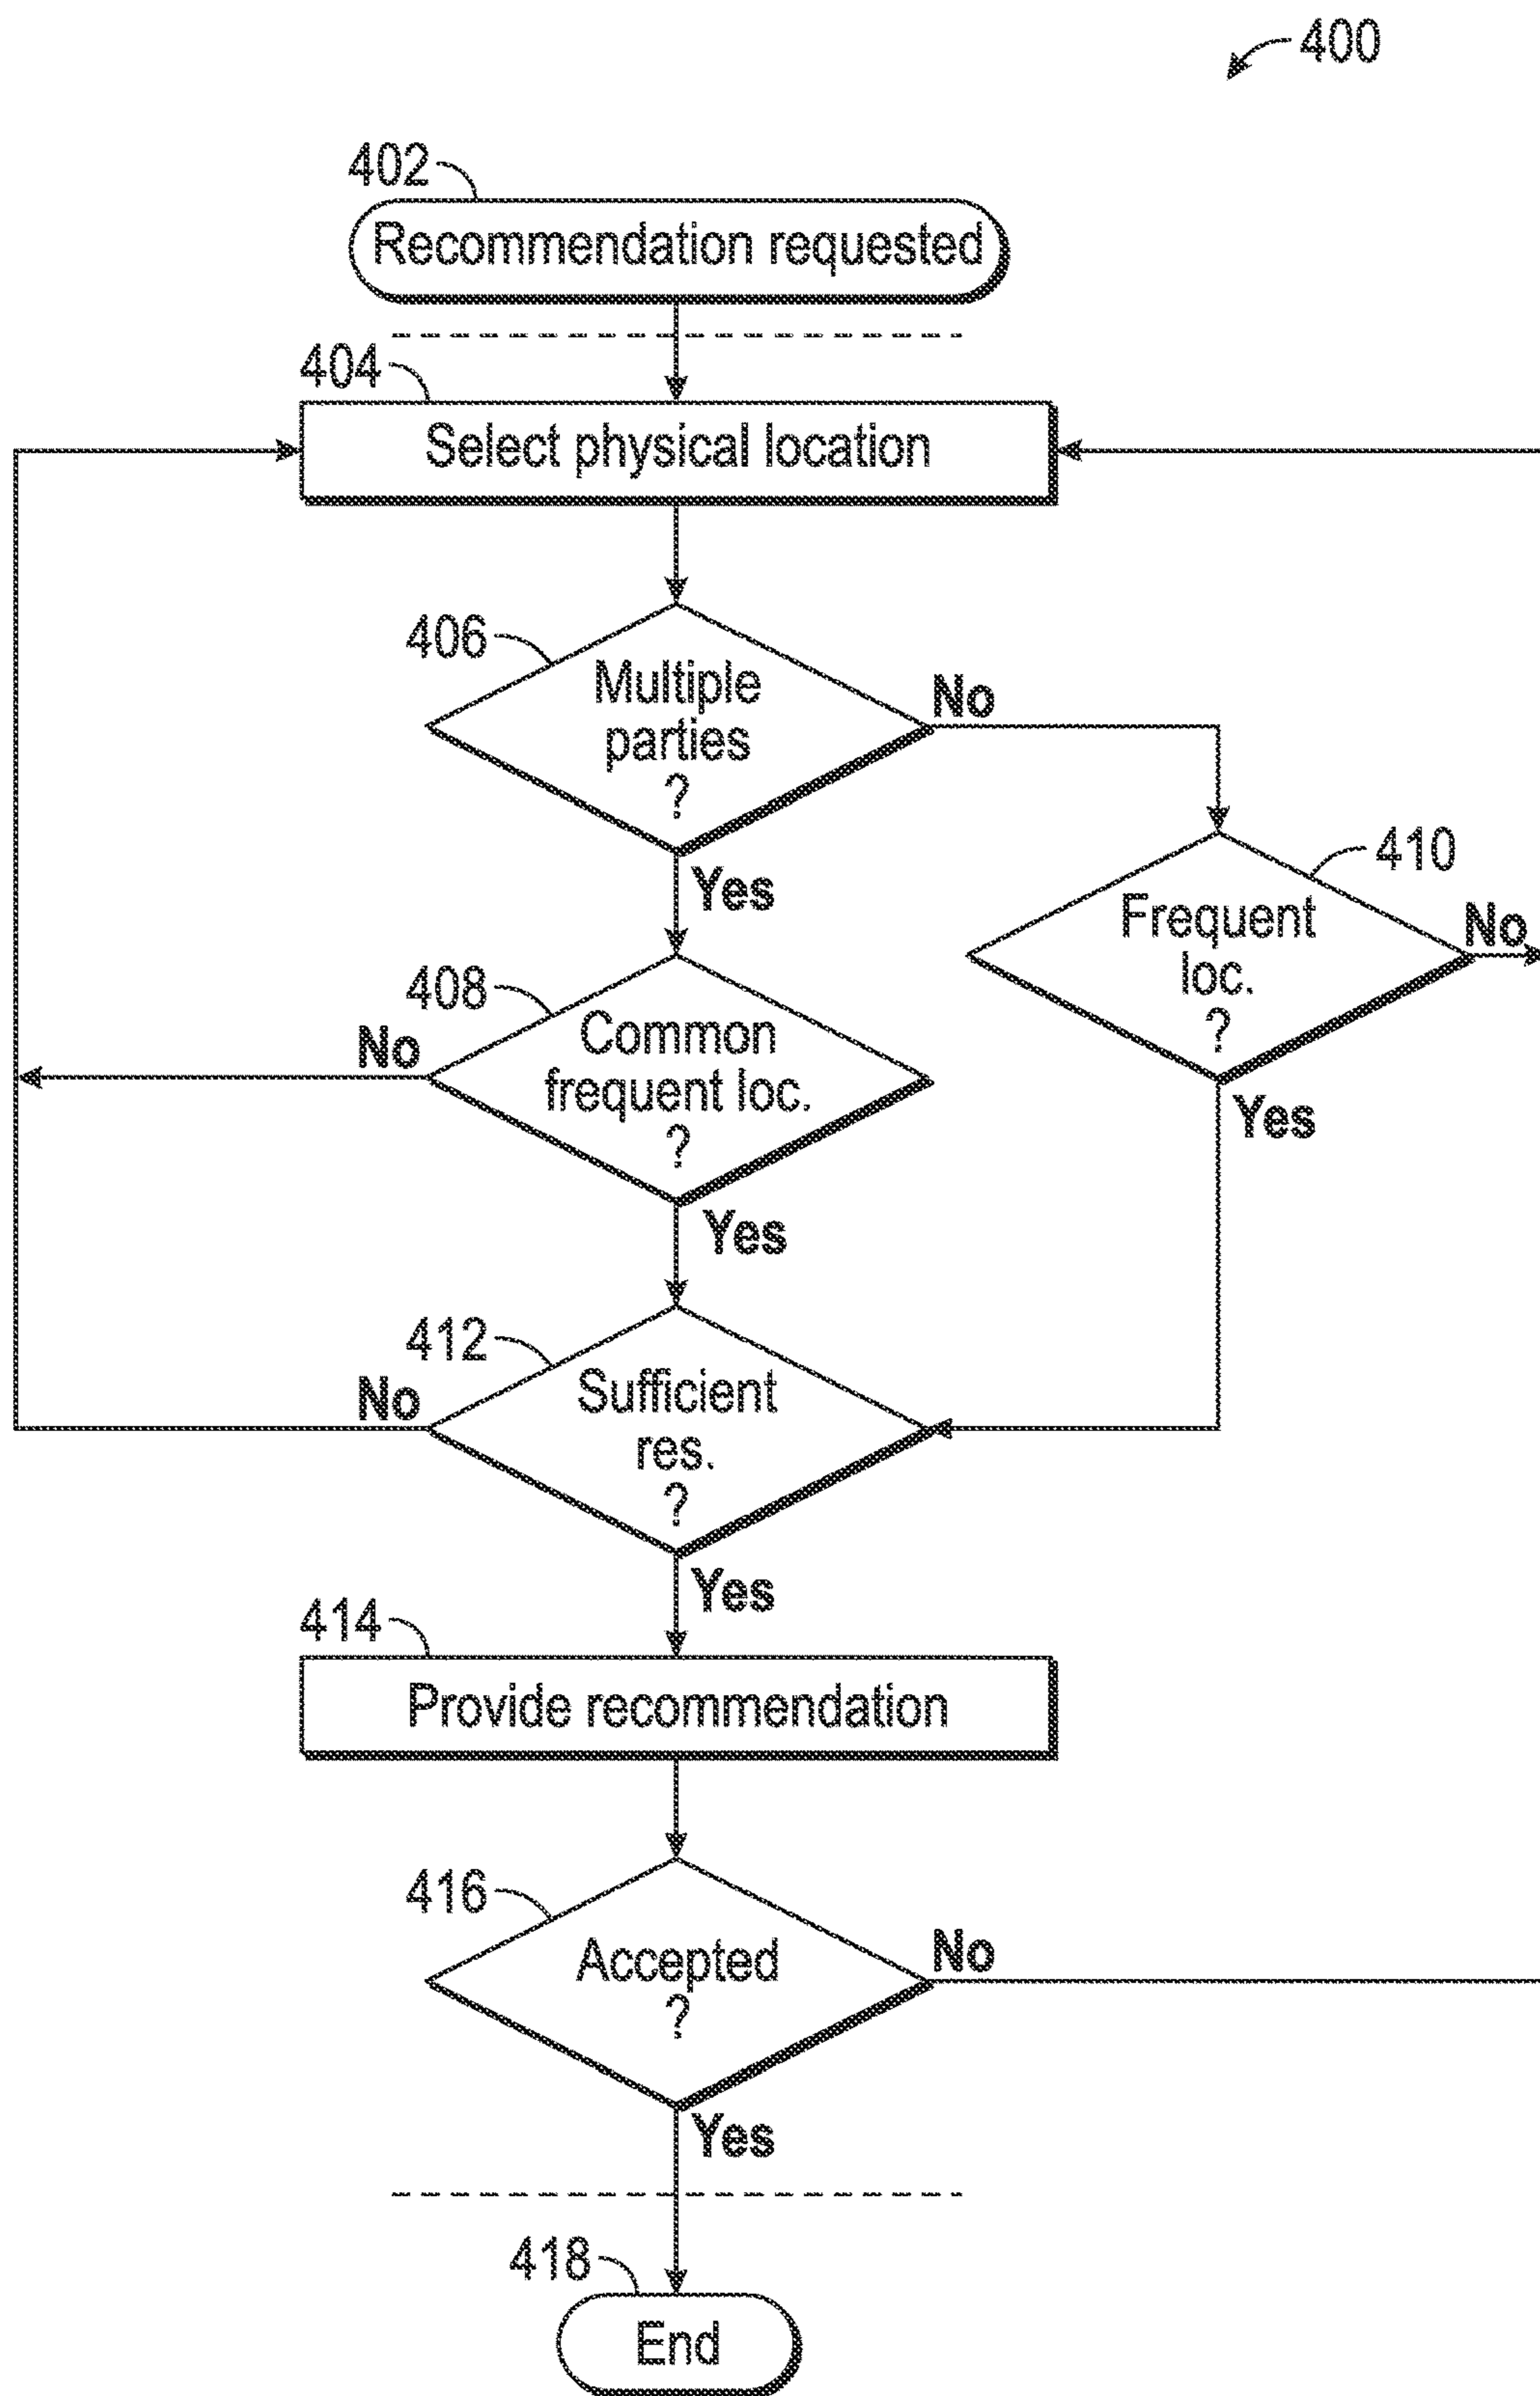 400
402
Recommendation requested
404
Select physical location
406
Multiple
parties
?
No
Yes
410
Frequent
loc.
?
No
Yes
408
Common
frequent loc.
?
No
Yes
412
Sufficient
res.
?
No
Yes
414
Provide recommendation
416
Accepted
?
No
Yes
418
End